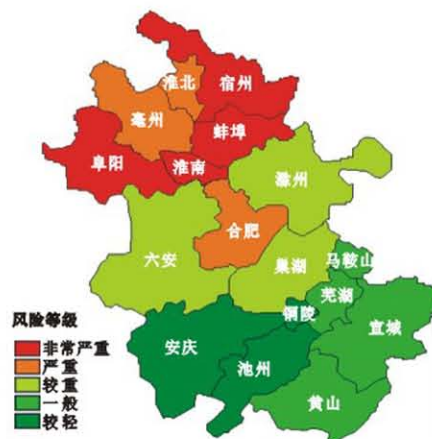 淮北
宿州
亳州
蚌埠
阜阳
淮南
滁州
合肥
六安
巢湖
马鞍山
芜湖
铜陵
宣城
安庆
池州
黄山
风险等级
非常严重
严重
较重
一般
较轻